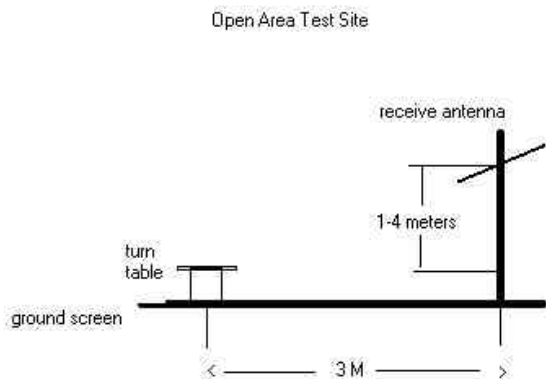 Open Area Test Site
receive antenna
1-4 meters
turn
table
ground screen
3 M